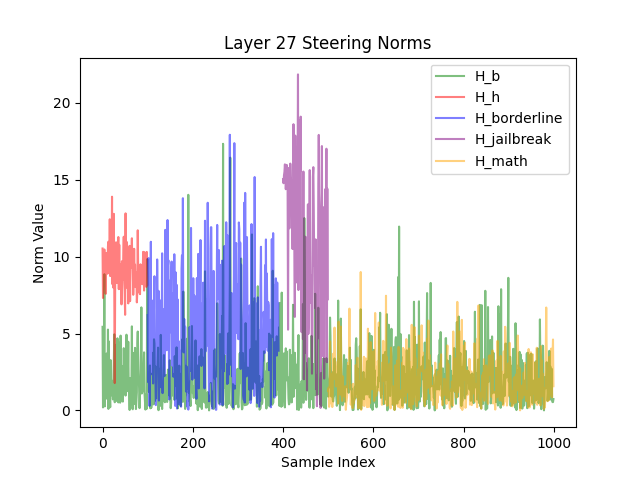 Layer 27 Steering Norms
H_b
H_h
H_borderline
H_jailbreak
H_math
Norm Value
20
15
10
5
0
0
200
400
600
800
1000
Sample Index